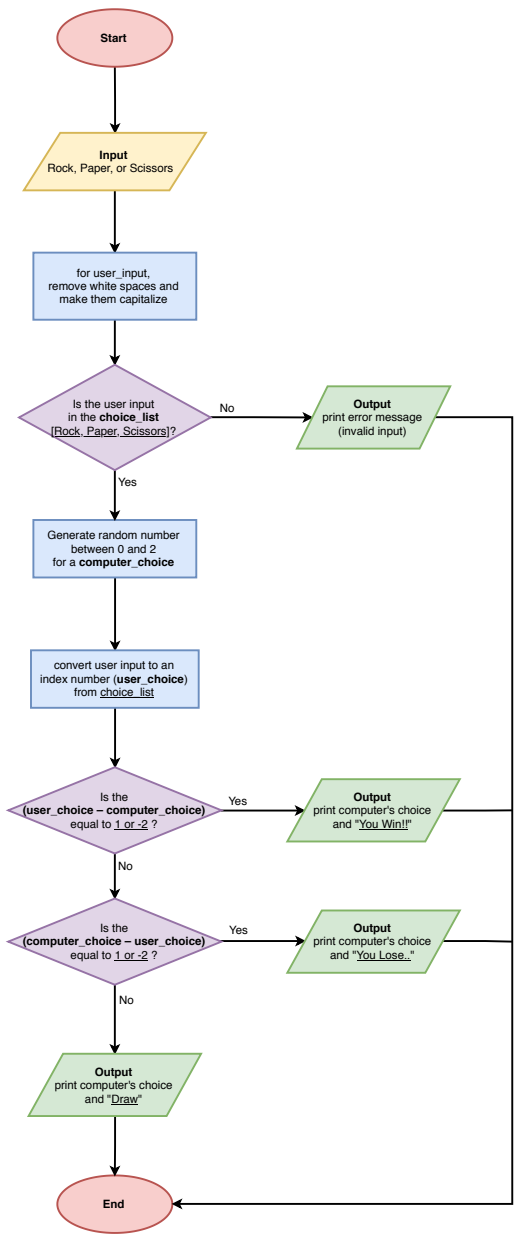 Start
Input
Rock, Paper, or Scissors
for user_input,
remove white spaces and
make them capitalize
Is the user input
in the choice_list
[Rock, Paper, Scissors]?
No
Output
print error message
(invalid input)
Yes
Generate random number
between 0 and 2
for a computer_choice
convert user input to an
index number (user_choice)
from choice_list
Is the
(user_choice – computer_choice)
equal to 1 or -2 ?
Yes
Output
print computer's choice
and "You Win!!"
No
Is the
(computer_choice – user_choice)
equal to 1 or -2 ?
Yes
Output
print computer's choice
and "You Lose.."
No
Output
print computer's choice
and "Draw"
End